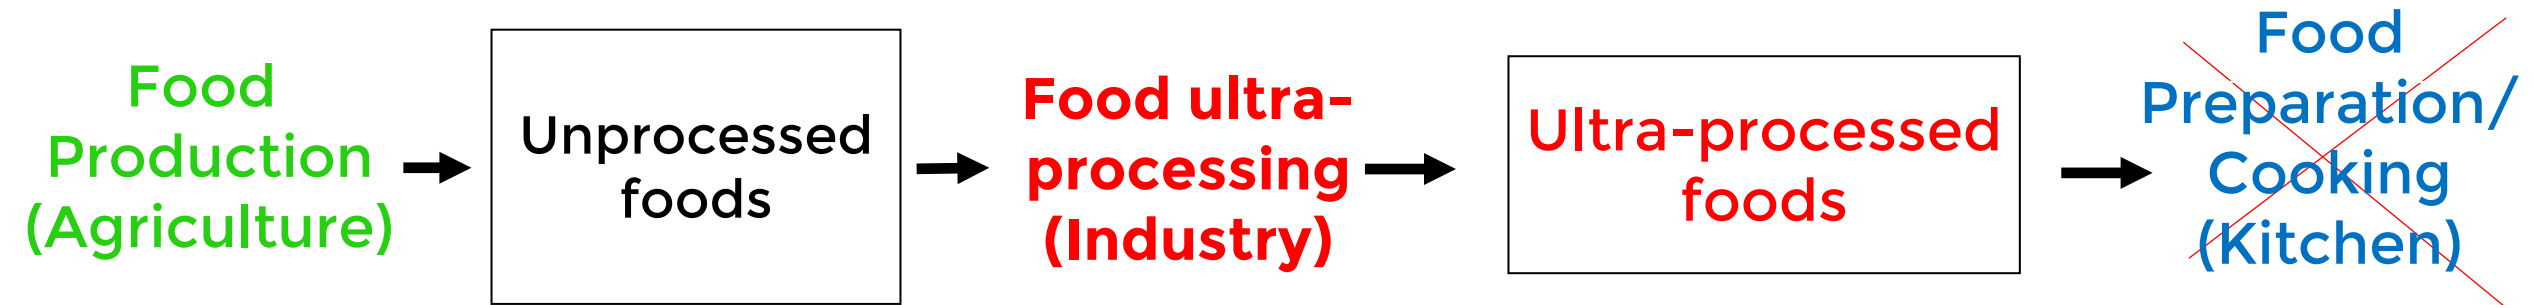 Food
Production
(Agriculture)
Unprocessed
foods
Food ultra-
processing
(Industry)
Ultra-processed
foods
Food
Preparation/
Cooking
(Kitchen)